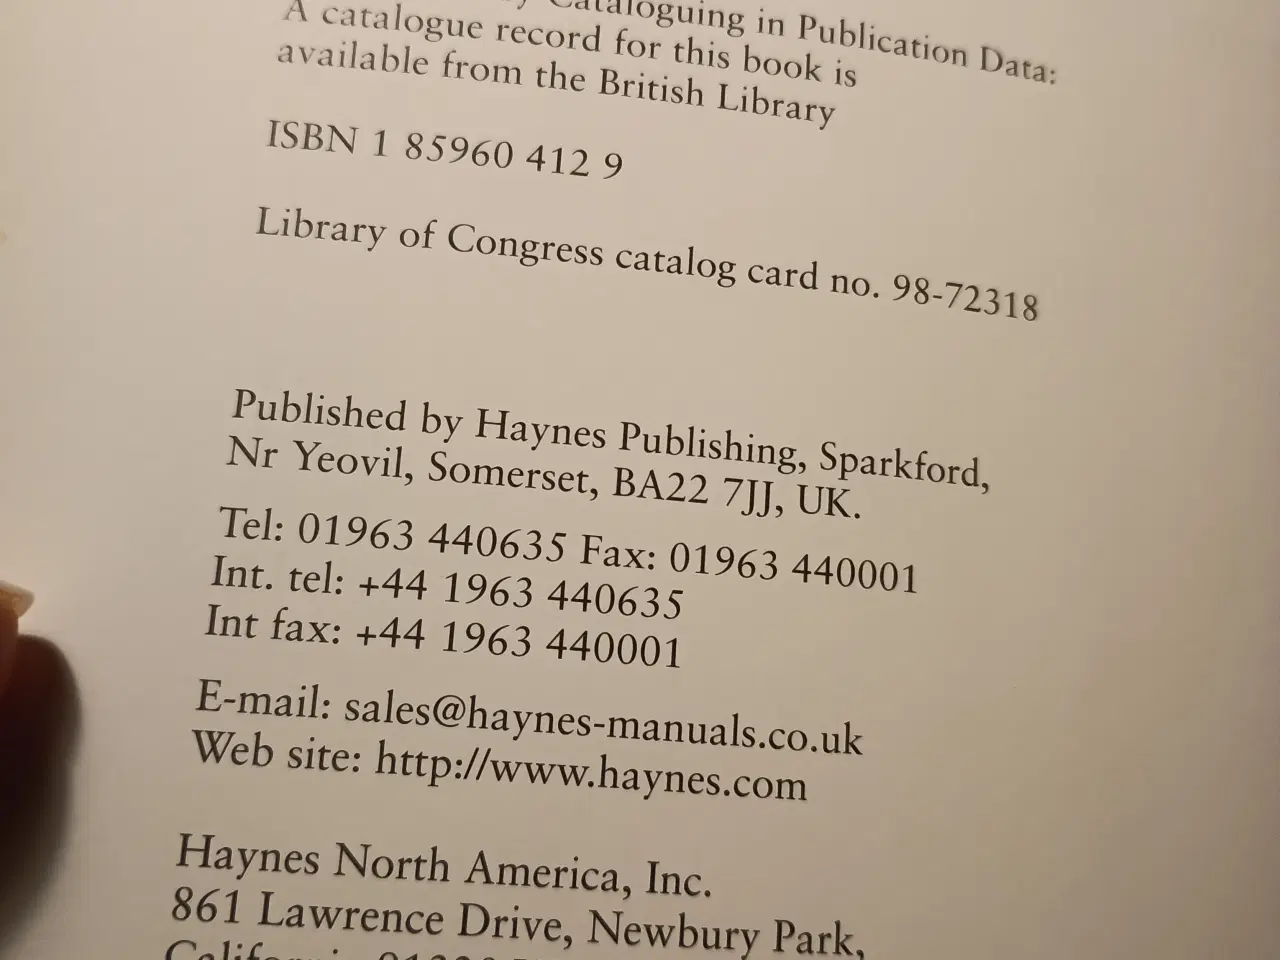 Cataloguing in Publication Data:
A catalogue record for this book is
available from the British Library
ISBN 1 85960 412 9
Library of Congress catalog card no. 98-72318
Published by Haynes Publishing, Sparkford,
Nr Yeovil, Somerset, BA22 7JJ, UK.
Tel: 01963 440635 Fax: 01963 440001
Int. tel: +44 1963 440635
Int fax: +44 1963 440001
E-mail: sales@haynes-manuals.co.uk
Web site: http://www.haynes.com
Haynes North America, Inc.
861 Lawrence Drive, Newbury Park,